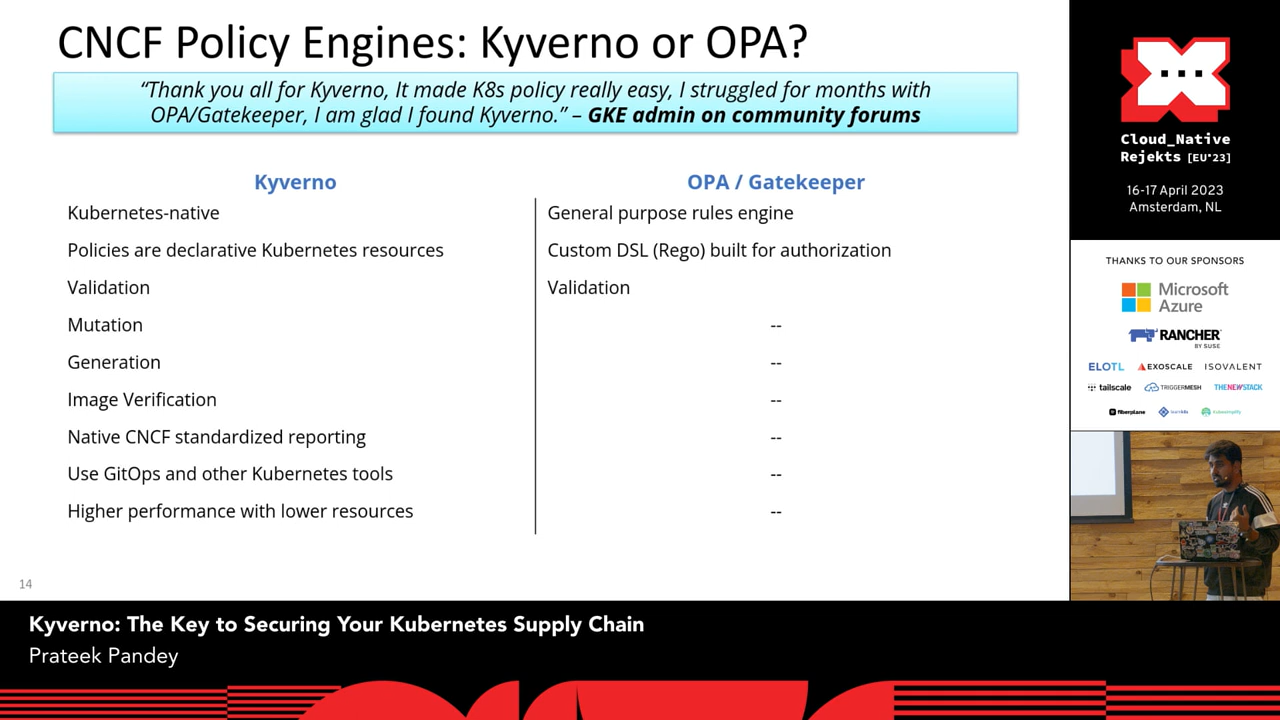 CNCF Policy Engines: Kyverno or OPA?
“Thank you all for Kyverno, It made K8s policy really easy, I struggled for months with
OPA/Gatekeeper, I am glad I found Kyverno.” – GKE admin on community forums
Kyverno
OPA / Gatekeeper
Kubernetes-native
General purpose rules engine
Policies are declarative Kubernetes resources
Custom DSL (Rego) built for authorization
Validation
Validation
Mutation
--
Generation
--
Image Verification
--
Native CNCF standardized reporting
--
Use GitOps and other Kubernetes tools
--
Higher performance with lower resources
--
14
Cloud_Native
Rejekts [EU'23]
16-17 April 2023
Amsterdam, NL
THANKS TO OUR SPONSORS
Microsoft
Azure
RANCHER
BY SUSE
ELOTL
EXOSCALE
ISOVALENT
tailscale
TRIGGERMESH
THENEWSTACK
fiberplane
Kyverno: The Key to Securing Your Kubernetes Supply Chain
Prateek Pandey